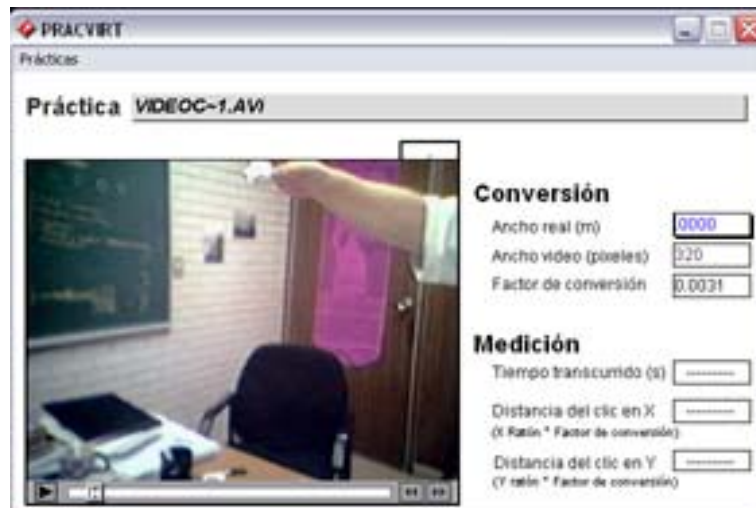 PRACVIRT
Prácticas
Práctica VIDEOC~1.AVI
Conversión
Ancho real (m) 0000
Ancho video (pixeles) 320
Factor de conversión 0.0031
Medición
Tiempo transcurrido (s) ---------
Distancia del clic en X ---------
(X Ratón * Factor de conversión)
Distancia del clic en Y ---------
(Y ratón * Factor de conversión)